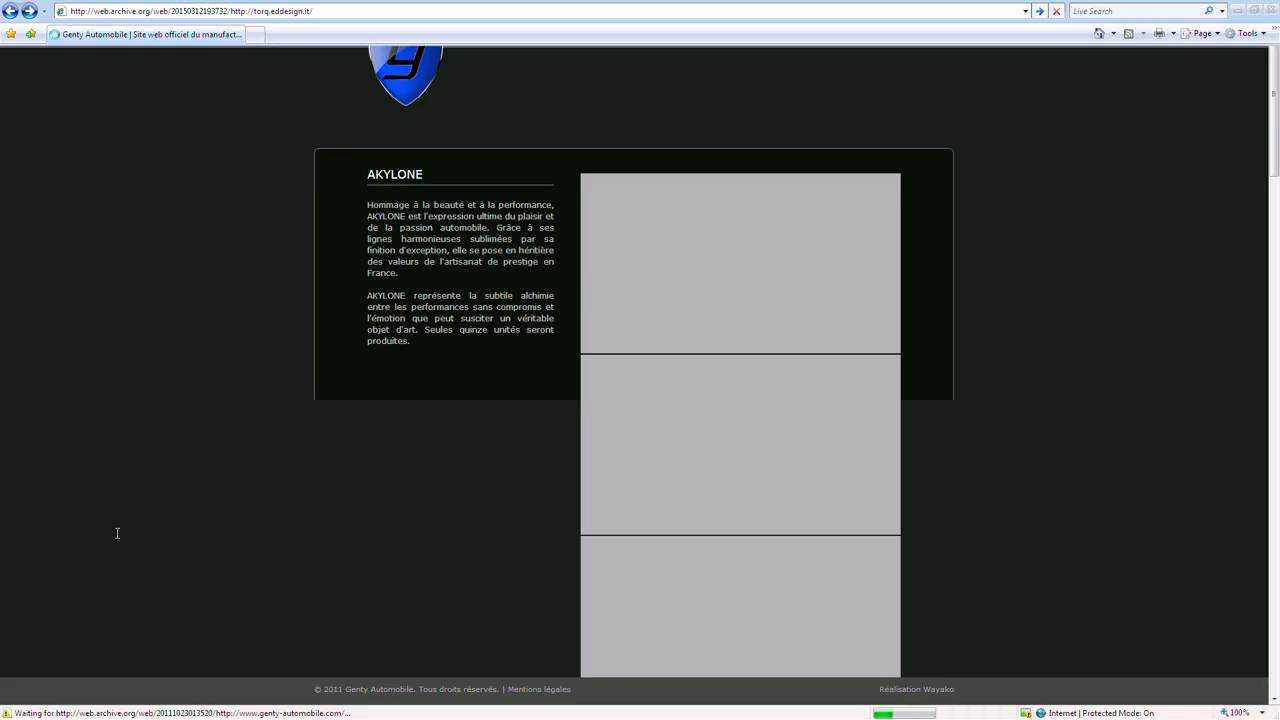 http://web.archive.org/web/20150312193732/http://torq.eddesign.it/
Live Search
Genty Automobile | Site web officiel du manufact...
Page
Tools
AKYLONE
Hommage à la beauté et à la performance,
AKYLONE est l'expression ultime du plaisir et
de la passion automobile. Grâce à ses
lignes harmonieuses sublimées par sa
finition d'exception, elle se pose en héritière
des valeurs de l'artisanat de prestige en
France.
AKYLONE représente la subtile alchimie
entre les performances sans compromis et
l'émotion que peut susciter un véritable
objet d'art. Seules quinze unités seront
produites.
© 2011 Genty Automobile. Tous droits réservés. | Mentions légales
Réalisation Wayako
Waiting for http://web.archive.org/web/20111023013520/http://www.genty-automobile.com/...
Internet | Protected Mode: On
100%